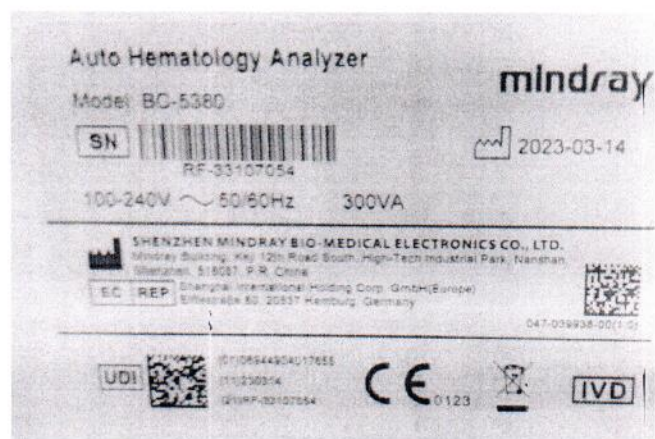 Auto Hematology Analyzer
mindray
Model: BC-5380
SN
RF-33107054
2023-03-14
100-240V ~ 50/60Hz 300VA
SHENZHEN MINDRAY BIO-MEDICAL ELECTRONICS CO., LTD.
Mindray Building, Keji 12th Road South, High-Tech Industrial Park, Nanshan,
Shenzhen, 518057, P.R. China
EC REP
Shanghai International Holding Corp. GmbH(Europe)
Eiffestraße 80, 20537 Hamburg, Germany
047-039938-00(1.0)
UDI
(01)06944904017655
(11)230314
(21)RF-33107054
CE 0123
IVD